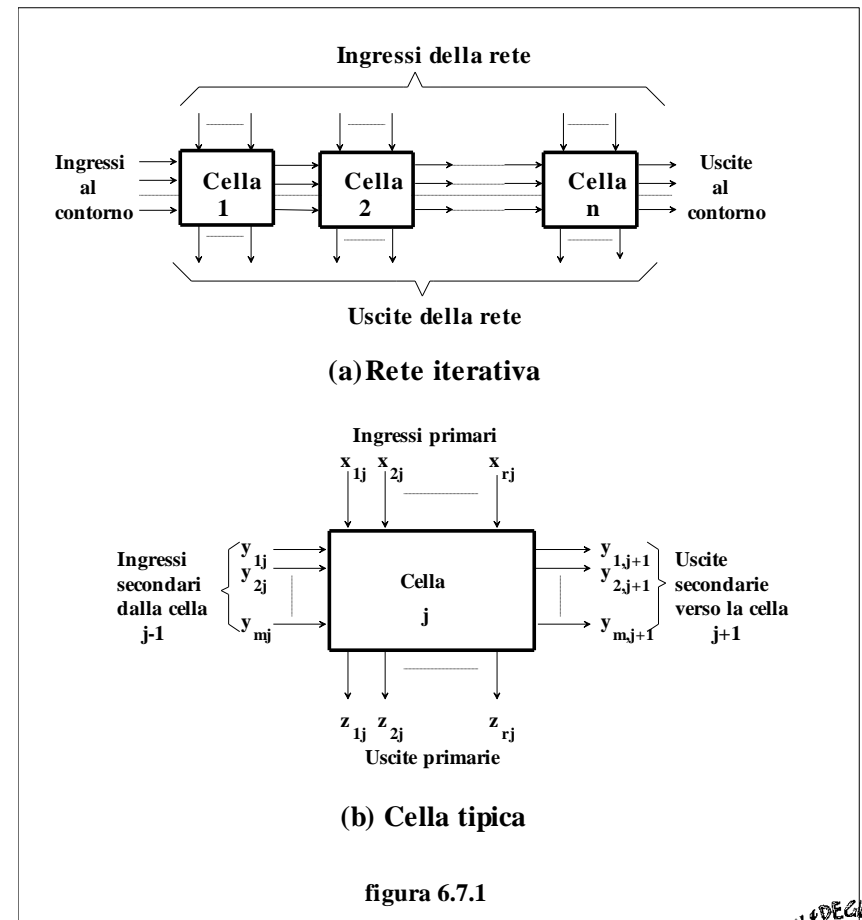 Ingressi della rete
Ingressi al contorno
Cella 1
Cella 2
Cella n
Uscite al contorno
Uscite della rete
(a) Rete iterativa
Ingressi primari
x1j x2j xrj
Ingressi secondari dalla cella j-1
y1j
y2j
ymj
Cella j
y1,j+1
y2,j+1
ym,j+1
Uscite secondarie verso la cella j+1
z1j z2j zrj
Uscite primarie
(b) Cella tipica
figura 6.7.1